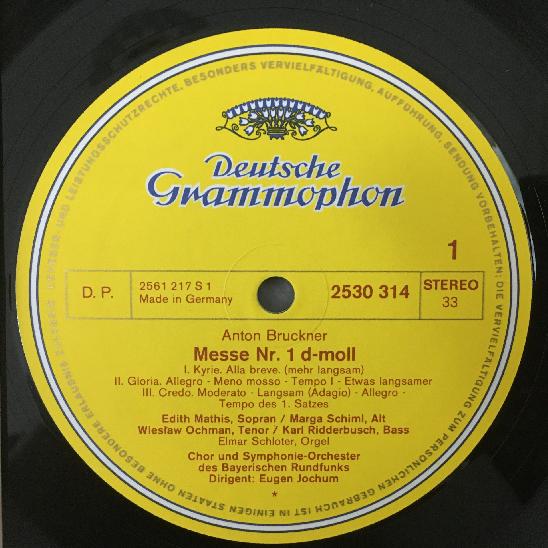 Deutsche
Grammophon
1
D. P.
2561 217 S 1
Made in Germany
2530 314
STEREO
33
Anton Bruckner
Messe Nr. 1 d-moll
I. Kyrie. Alla breve. (mehr langsam)
II. Gloria. Allegro - Meno mosso - Tempo I - Etwas langsamer
III. Credo. Moderato - Langsam (Adagio) - Allegro -
Tempo des 1. Satzes
Edith Mathis, Sopran / Marga Schiml, Alt
Wiesław Ochman, Tenor / Karl Ridderbusch, Bass
Elmar Schloter, Orgel
Chor und Symphonie-Orchester
des Bayerischen Rundfunks
Dirigent: Eugen Jochum
*
UND LEISTUNGSSCHUTZRECHTE, BESONDERS VERVIELFÄLTIGUNG, AUFFÜHRUNG, SENDUNG VORBEHALTEN; DIE VERVIELFÄLTIGUNG ZUM PERSÖNLICHEN GEBRAUCH IST IN EINIGEN STAATEN OHNE BESONDERE ERLAUBNIS